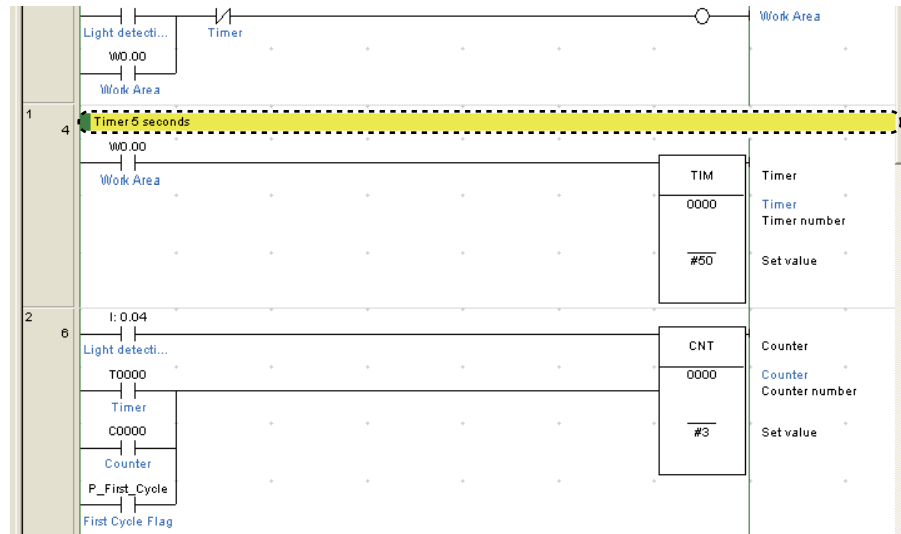 Light detecti...
Timer
Work Area
W0.00
Work Area
1
4
Timer 5 seconds
W0.00
Work Area
TIM
Timer
0000
Timer
Timer number
#50
Set value
2
6
I: 0.04
Light detecti...
CNT
Counter
T0000
0000
Counter
Counter number
Timer
C0000
#3
Set value
Counter
P_First_Cycle
First Cycle Flag